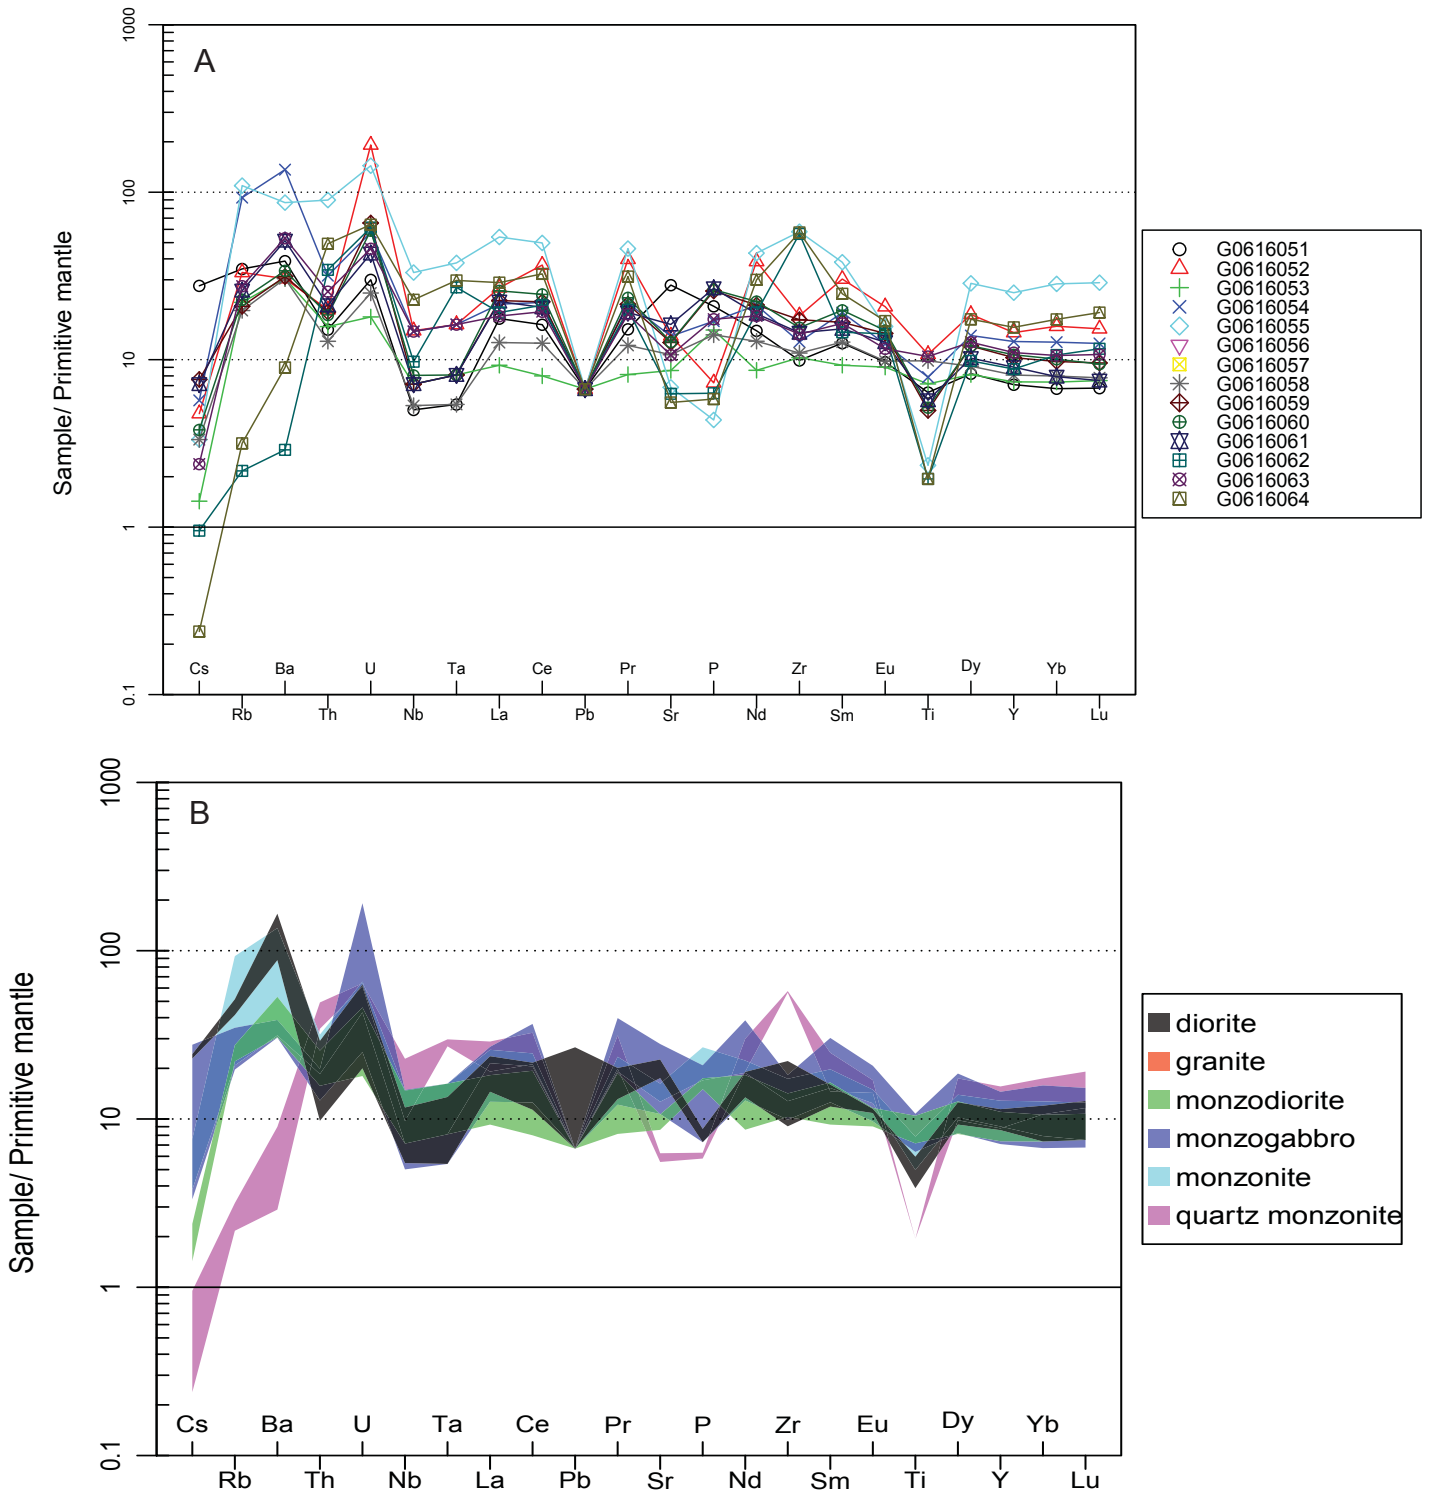 A
1000
100
10
1
0.1
Sample/ Primitive mantle
Cs Ba U Ta Ce Pr P Zr Eu Dy Yb
Rb Th Nb La Pb Sr Nd Sm Ti Y Lu
G0616051
G0616052
G0616053
G0616054
G0616055
G0616056
G0616057
G0616058
G0616059
G0616060
G0616061
G0616062
G0616063
G0616064
B
1000
100
10
1
0.1
Sample/ Primitive mantle
Cs Ba U Ta Ce Pr P Zr Eu Dy Yb
Rb Th Nb La Pb Sr Nd Sm Ti Y Lu
diorite
granite
monzodiorite
monzogabbro
monzonite
quartz monzonite